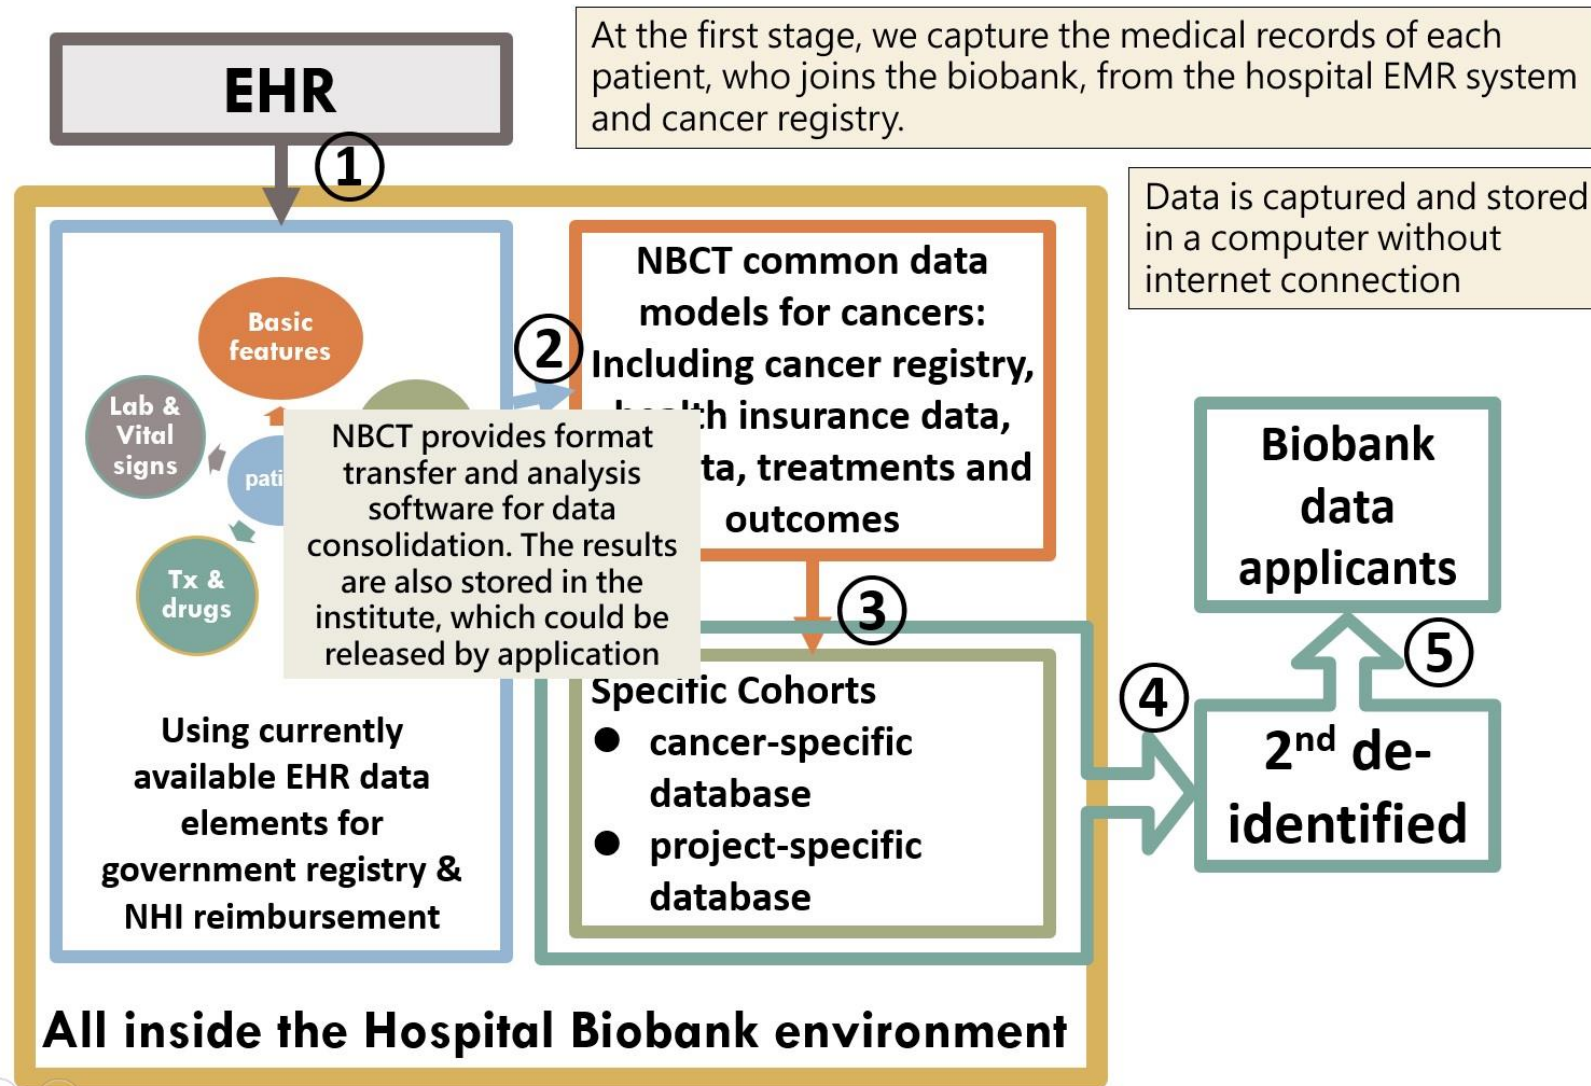 EHR
At the first stage, we capture the medical records of each
patient, who joins the biobank, from the hospital EMR system
and cancer registry.
①
Data is captured and stored
in a computer without
internet connection
Basic
features
Lab &
Vital
signs
Tx &
drugs
Using currently
available EHR data
elements for
government registry &
NHI reimbursement
②
NBCT common data
models for cancers:
Including cancer registry,
insurance data,
treatments and
outcomes
NBCT provides format
transfer and analysis
software for data
consolidation. The results
are also stored in the
institute, which could be
released by application
③
Specific Cohorts
● cancer-specific
database
● project-specific
database
④
2nd de-
identified
⑤
Biobank
data
applicants
All inside the Hospital Biobank environment